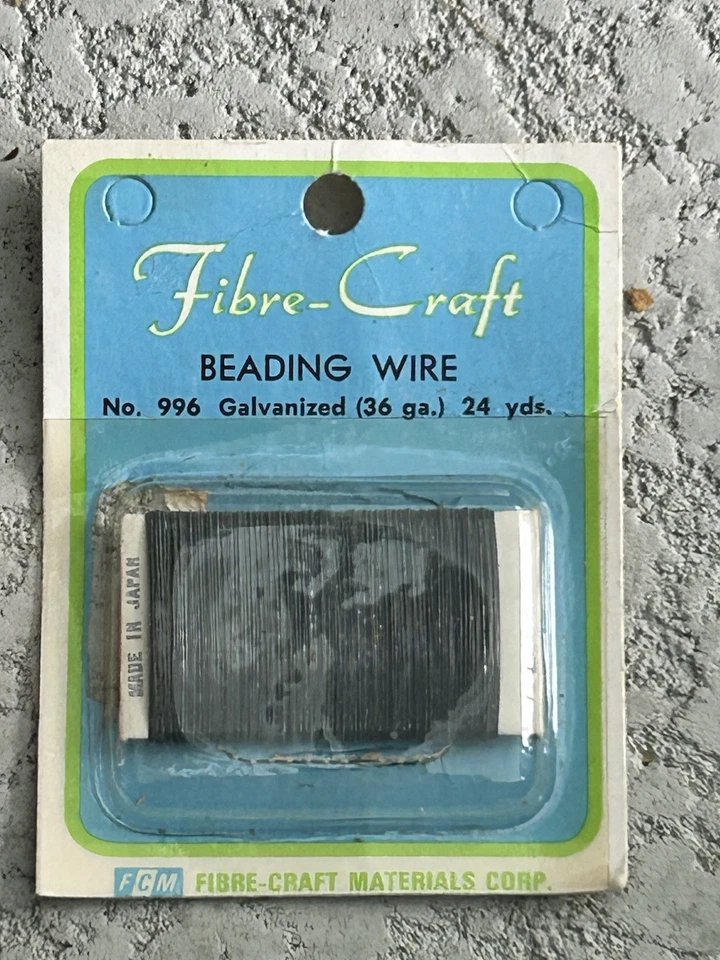 Fibre-Craft
BEADING WIRE
No. 996 Galvanized (36 ga.) 24 yds.
MADE IN JAPAN
FCM FIBRE-CRAFT MATERIALS CORP.